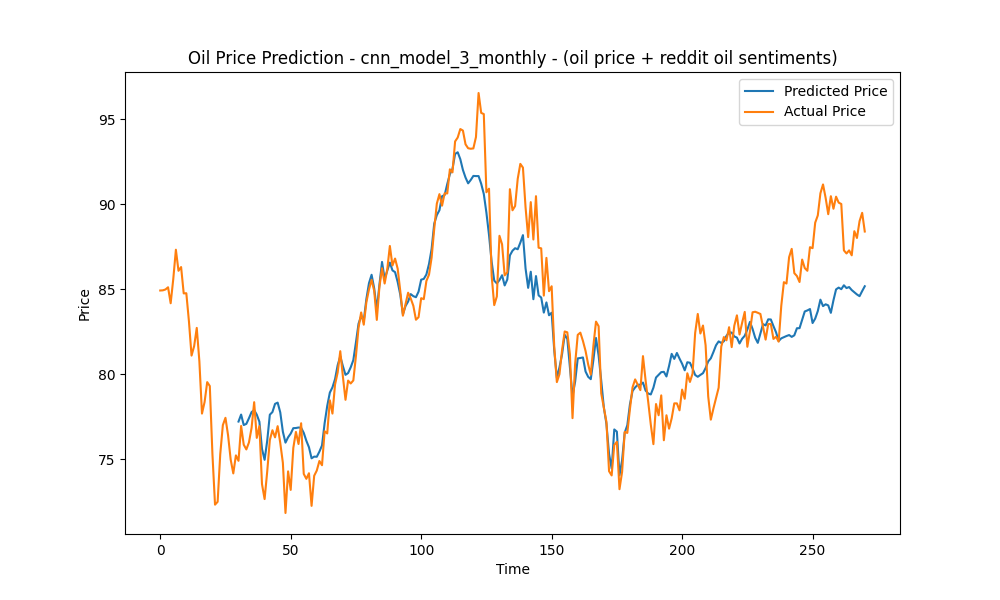 Oil Price Prediction - cnn_model_3_monthly - (oil price + reddit oil sentiments)
Predicted Price
Actual Price
Price
95
90
85
80
75
0 50 100 150 200 250
Time